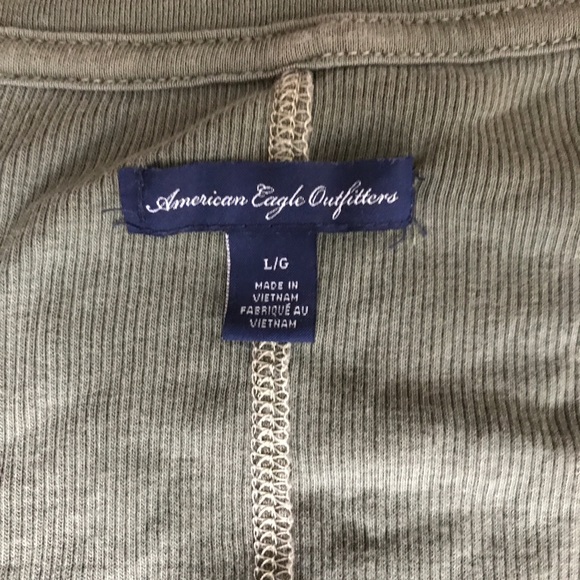 American Eagle Outfitters
L/G
MADE IN
VIETNAM
FABRIQUÉ AU
VIETNAM